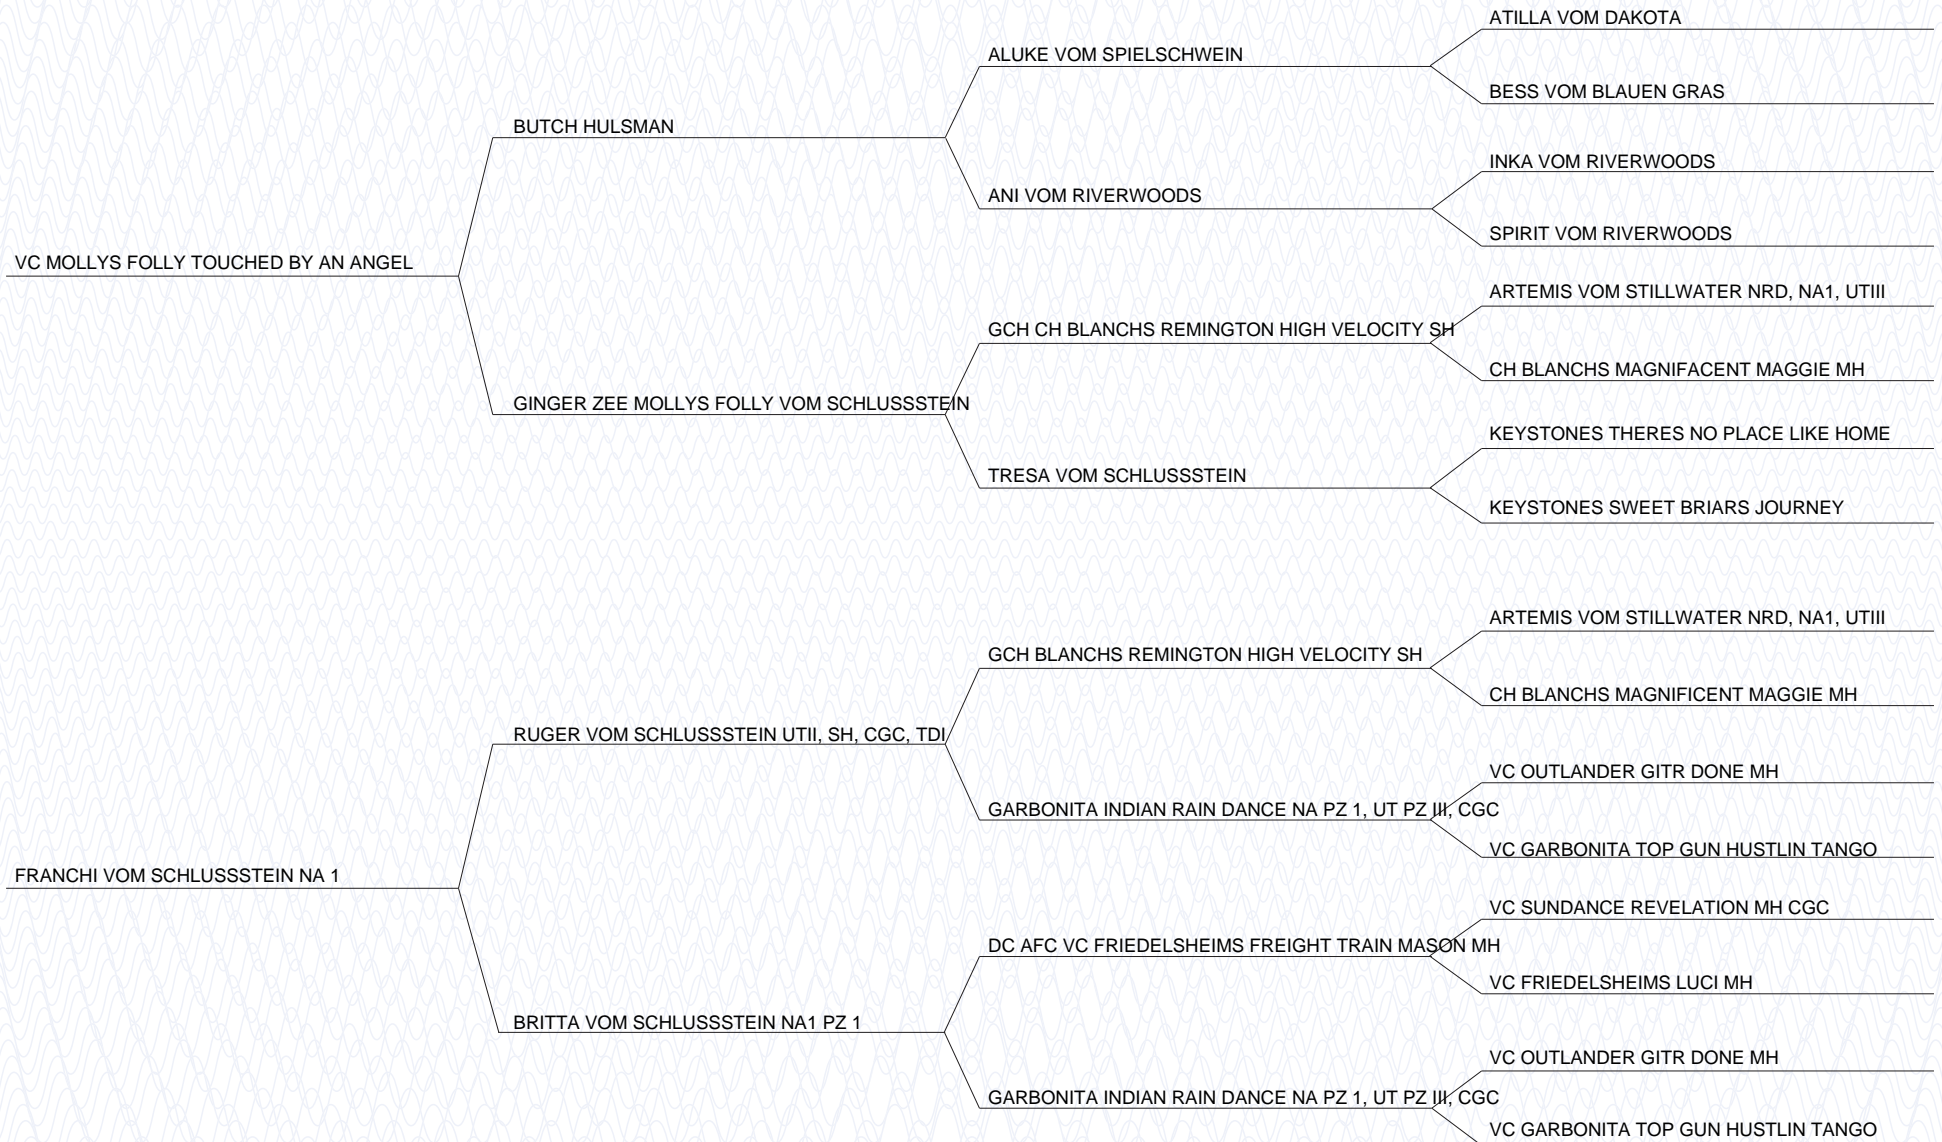 ATILLA VOM DAKOTA
ALUKE VOM SPIELSCHWEIN
BESS VOM BLAUEN GRAS
BUTCH HULSMAN
INKA VOM RIVERWOODS
ANI VOM RIVERWOODS
SPIRIT VOM RIVERWOODS
VC MOLLYS FOLLY TOUCHED BY AN ANGEL
ARTEMIS VOM STILLWATER NRD, NA1, UTIII
GCH CH BLANCHS REMINGTON HIGH VELOCITY SH
CH BLANCHS MAGNIFACENT MAGGIE MH
GINGER ZEE MOLLYS FOLLY VOM SCHLUSSSTEIN
KEYSTONES THERES NO PLACE LIKE HOME
TRESA VOM SCHLUSSSTEIN
KEYSTONES SWEET BRIARS JOURNEY
ARTEMIS VOM STILLWATER NRD, NA1, UTIII
GCH BLANCHS REMINGTON HIGH VELOCITY SH
CH BLANCHS MAGNIFICENT MAGGIE MH
RUGER VOM SCHLUSSSTEIN UTII, SH, CGC, TDI
VC OUTLANDER GITR DONE MH
GARBONITA INDIAN RAIN DANCE NA PZ 1, UT PZ III, CGC
VC GARBONITA TOP GUN HUSTLIN TANGO
FRANCHI VOM SCHLUSSSTEIN NA 1
VC SUNDANCE REVELATION MH CGC
DC AFC VC FRIEDELSHEIMS FREIGHT TRAIN MASON MH
VC FRIEDELSHEIMS LUCI MH
BRITTA VOM SCHLUSSSTEIN NA1 PZ 1
VC OUTLANDER GITR DONE MH
GARBONITA INDIAN RAIN DANCE NA PZ 1, UT PZ III, CGC
VC GARBONITA TOP GUN HUSTLIN TANGO